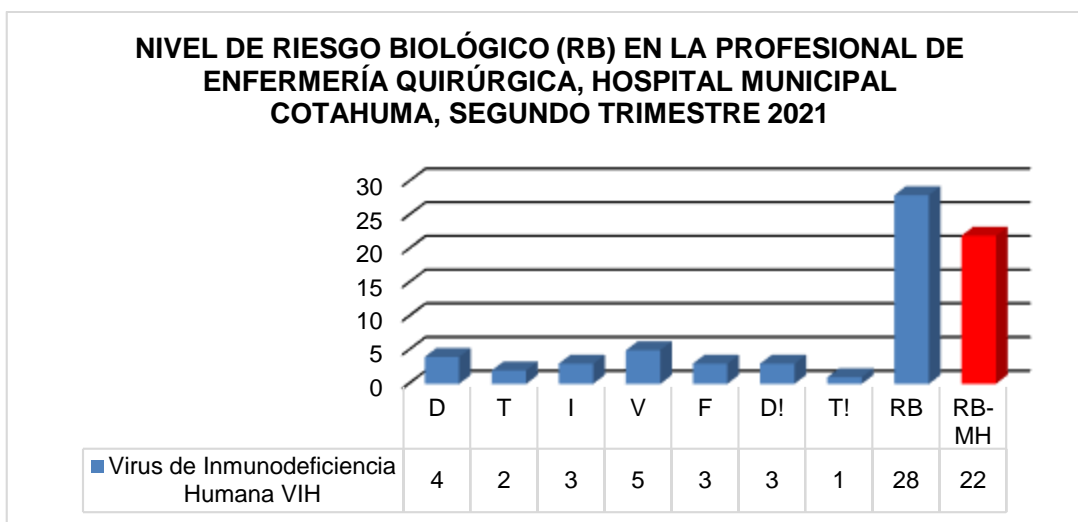 NIVEL DE RIESGO BIOLÓGICO (RB) EN LA PROFESIONAL DE
ENFERMERÍA QUIRÚRGICA, HOSPITAL MUNICIPAL
COTAHUMA, SEGUNDO TRIMESTRE 2021
30
25
20
15
10
5
0
D T I V F D! T! RB RB-
MH
Virus de Inmunodeficiencia
Humana VIH
4 2 3 5 3 3 1 28 22